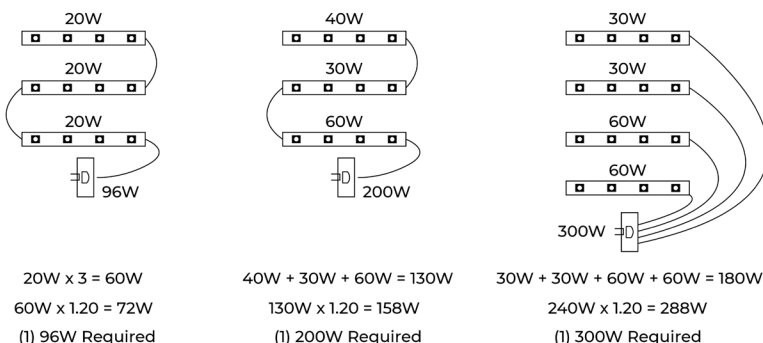 20W
20W
20W
96W
20W x 3 = 60W
60W x 1.20 = 72W
(1) 96W Required
40W
30W
60W
200W
40W + 30W + 60W = 130W
130W x 1.20 = 158W
(1) 200W Required
30W
30W
60W
60W
300W
30W + 30W + 60W + 60W = 180W
240W x 1.20 = 288W
(1) 300W Required